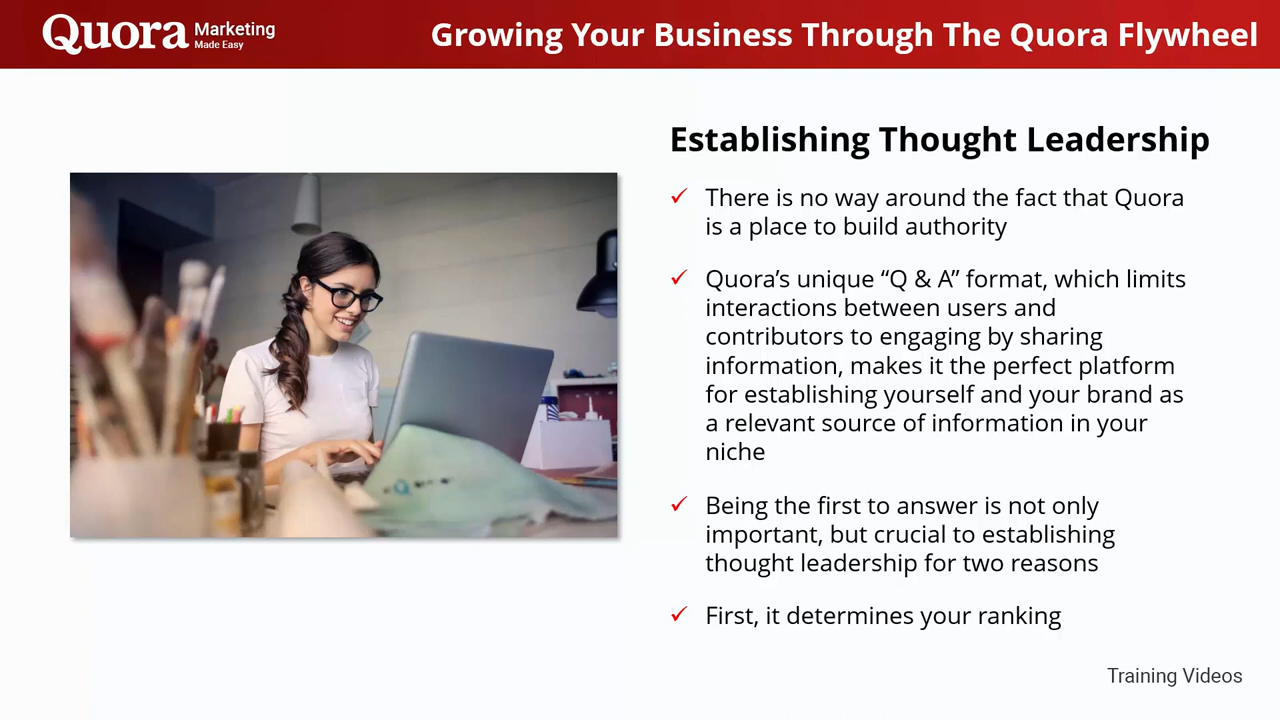 Quora Marketing
Made Easy
Growing Your Business Through The Quora Flywheel
Establishing Thought Leadership
There is no way around the fact that Quora
is a place to build authority
Quora’s unique “Q & A” format, which limits
interactions between users and
contributors to engaging by sharing
information, makes it the perfect platform
for establishing yourself and your brand as
a relevant source of information in your
niche
Being the first to answer is not only
important, but crucial to establishing
thought leadership for two reasons
First, it determines your ranking
Training Videos